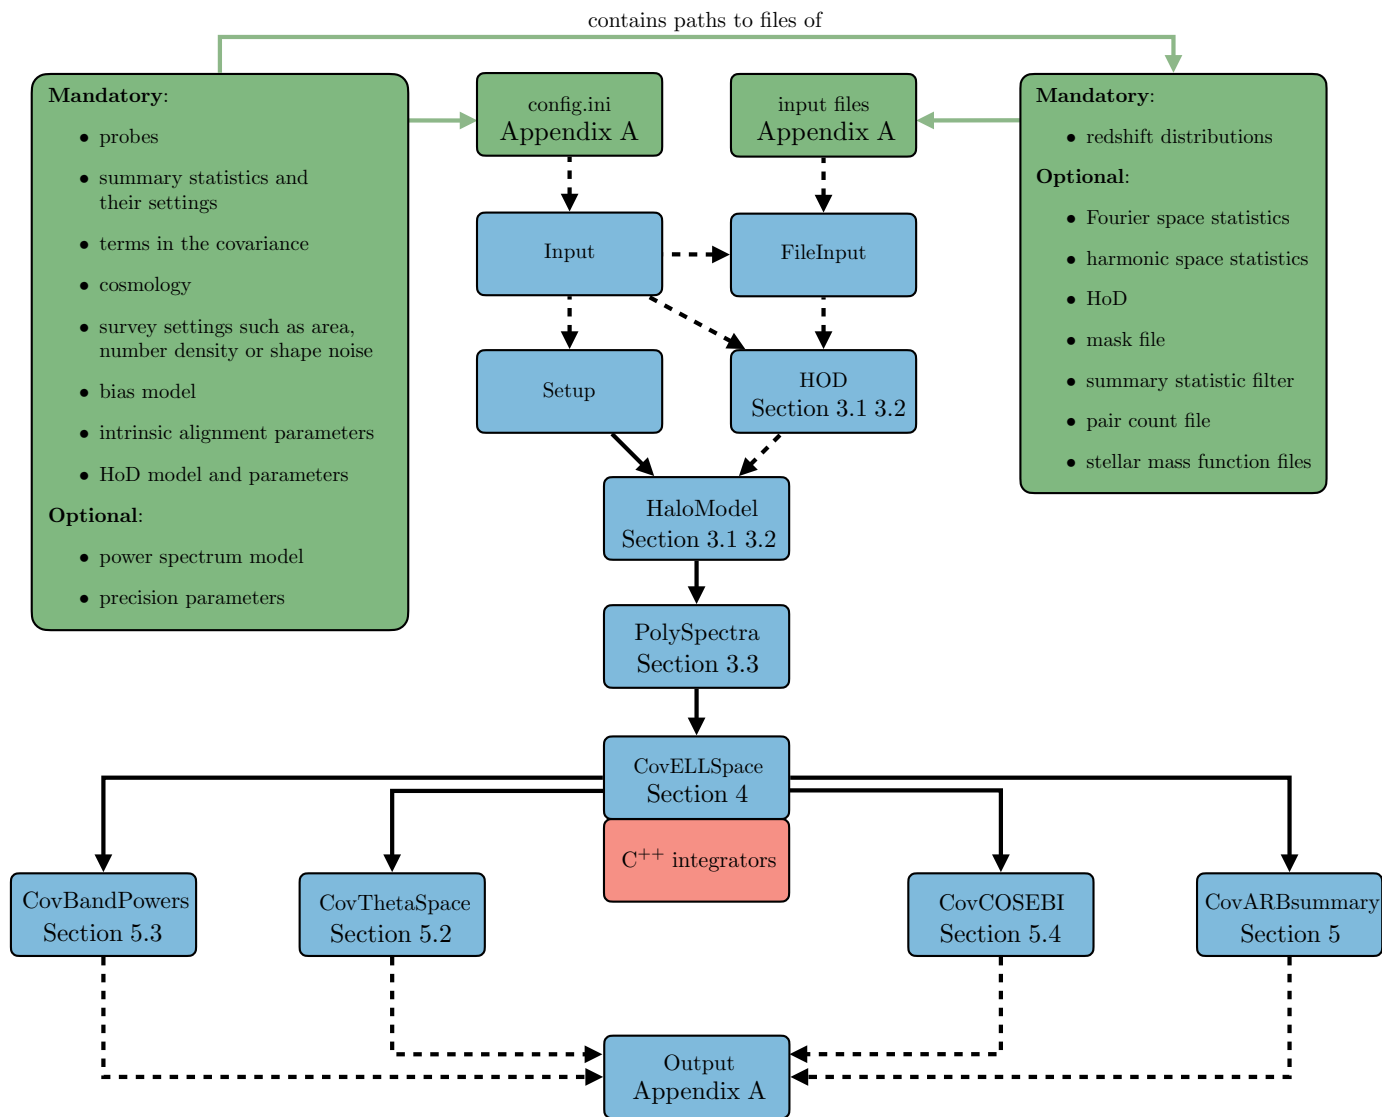 contains paths to files of
Mandatory:
• probes
• summary statistics and
their settings
• terms in the covariance
• cosmology
• survey settings such as area,
number density or shape noise
• bias model
• intrinsic alignment parameters
• HoD model and parameters
Optional:
• power spectrum model
• precision parameters
config.ini
Appendix A
input files
Appendix A
Mandatory:
• redshift distributions
Optional:
• Fourier space statistics
• harmonic space statistics
• HoD
• mask file
• summary statistic filter
• pair count file
• stellar mass function files
Input
FileInput
Setup
HOD
Section 3.1 3.2
HaloModel
Section 3.1 3.2
PolySpectra
Section 3.3
CovELLSpace
Section 4
C++ integrators
CovBandPowers
Section 5.3
CovThetaSpace
Section 5.2
CovCOSEBI
Section 5.4
CovARBsummary
Section 5
Output
Appendix A